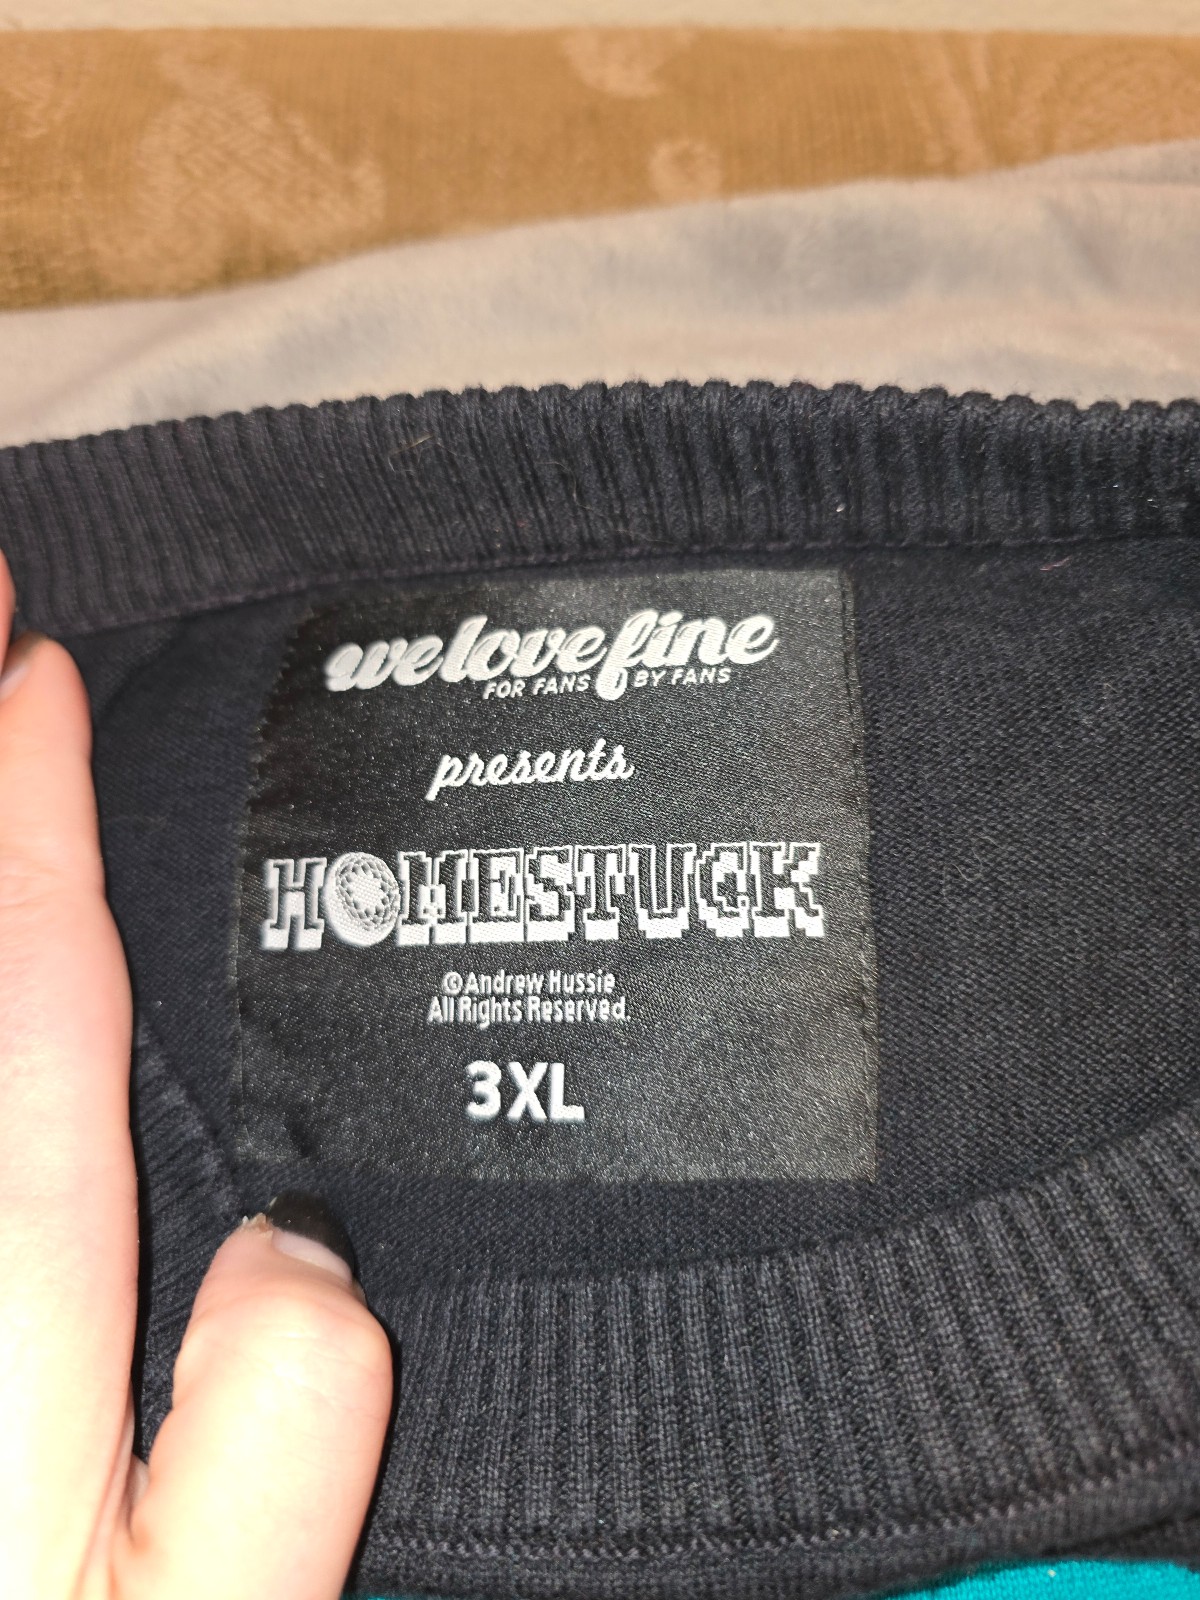 welovefine
FOR FANS BY FANS
presents
HOMESTUCK
©Andrew Hussie
All Rights Reserved.
3XL